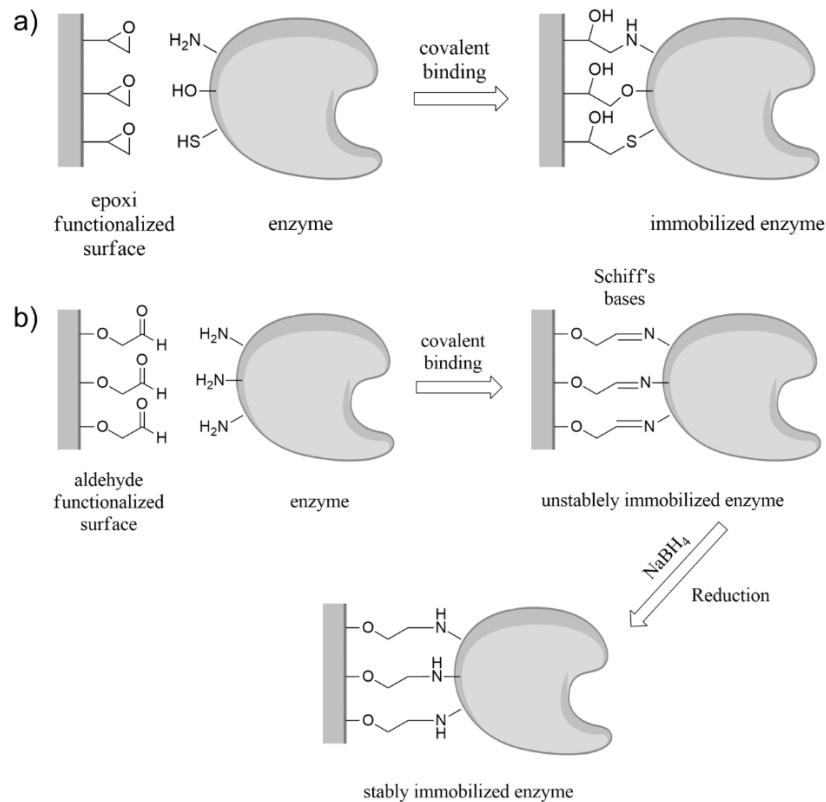 a)
O
O
O
H₂N
HO
HS
covalent
binding
OH
H
N
OH
O
OH
S
epoxi
functionalized
surface
enzyme
immobilized enzyme
Schiff's
bases
b)
O
O
H
O
O
H
O
O
H
H₂N
H₂N
H₂N
covalent
binding
O
N
O
N
O
N
aldehyde
functionalized
surface
enzyme
unstablely immobilized enzyme
NaBH₄
Reduction
O
H
N
O
H
N
O
N
H
stably immobilized enzyme